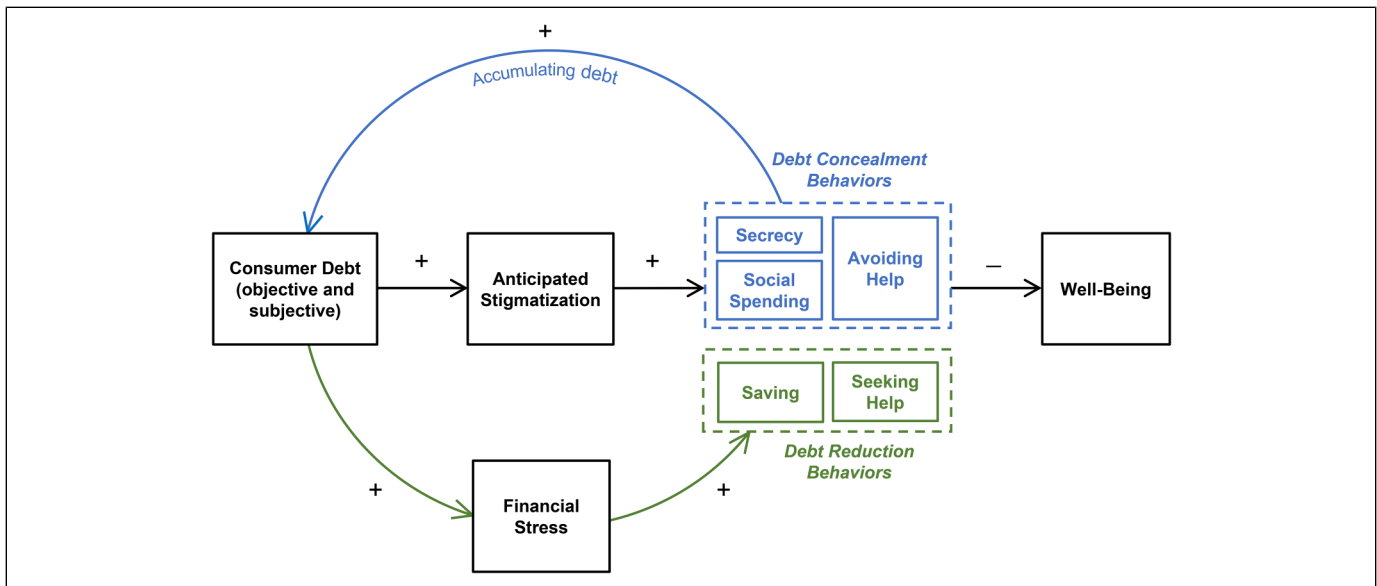 +
Accumulating debt
Debt Concealment
Behaviors
Consumer Debt
(objective and
subjective)
+
Anticipated
Stigmatization
+
Secrecy
Social
Spending
Avoiding
Help
–
Well-Being
Saving
Seeking
Help
Debt Reduction
Behaviors
+
Financial
Stress
+